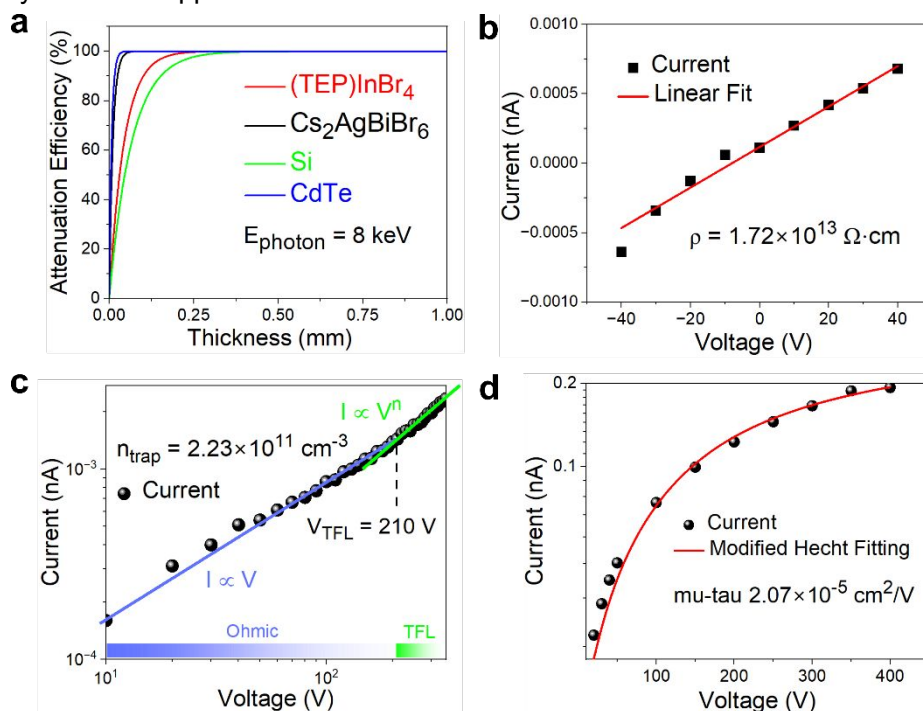 a
Attenuation Efficiency (%)
100
80
60
40
20
0
(TEP)InBr4
Cs2AgBiBr6
Si
CdTe
Ephoton = 8 keV
0.00 0.25 0.50 0.75 1.00
Thickness (mm)
b
Current (nA)
0.0010
0.0005
0.0000
−0.0005
−0.0010
Current
Linear Fit
ρ = 1.72×10^13 Ω·cm
−40 −20 0 20 40
Voltage (V)
c
Current (nA)
10^−3
10^−4
I ∝ V^n
ntrap = 2.23×10^11 cm^-3
Current
VTFL = 210 V
I ∝ V
Ohmic
TFL
10^1 10^2
Voltage (V)
d
Current (nA)
0.2
0.1
Current
Modified Hecht Fitting
mu-tau 2.07×10^-5 cm^2/V
100 200 300 400
Voltage (V)